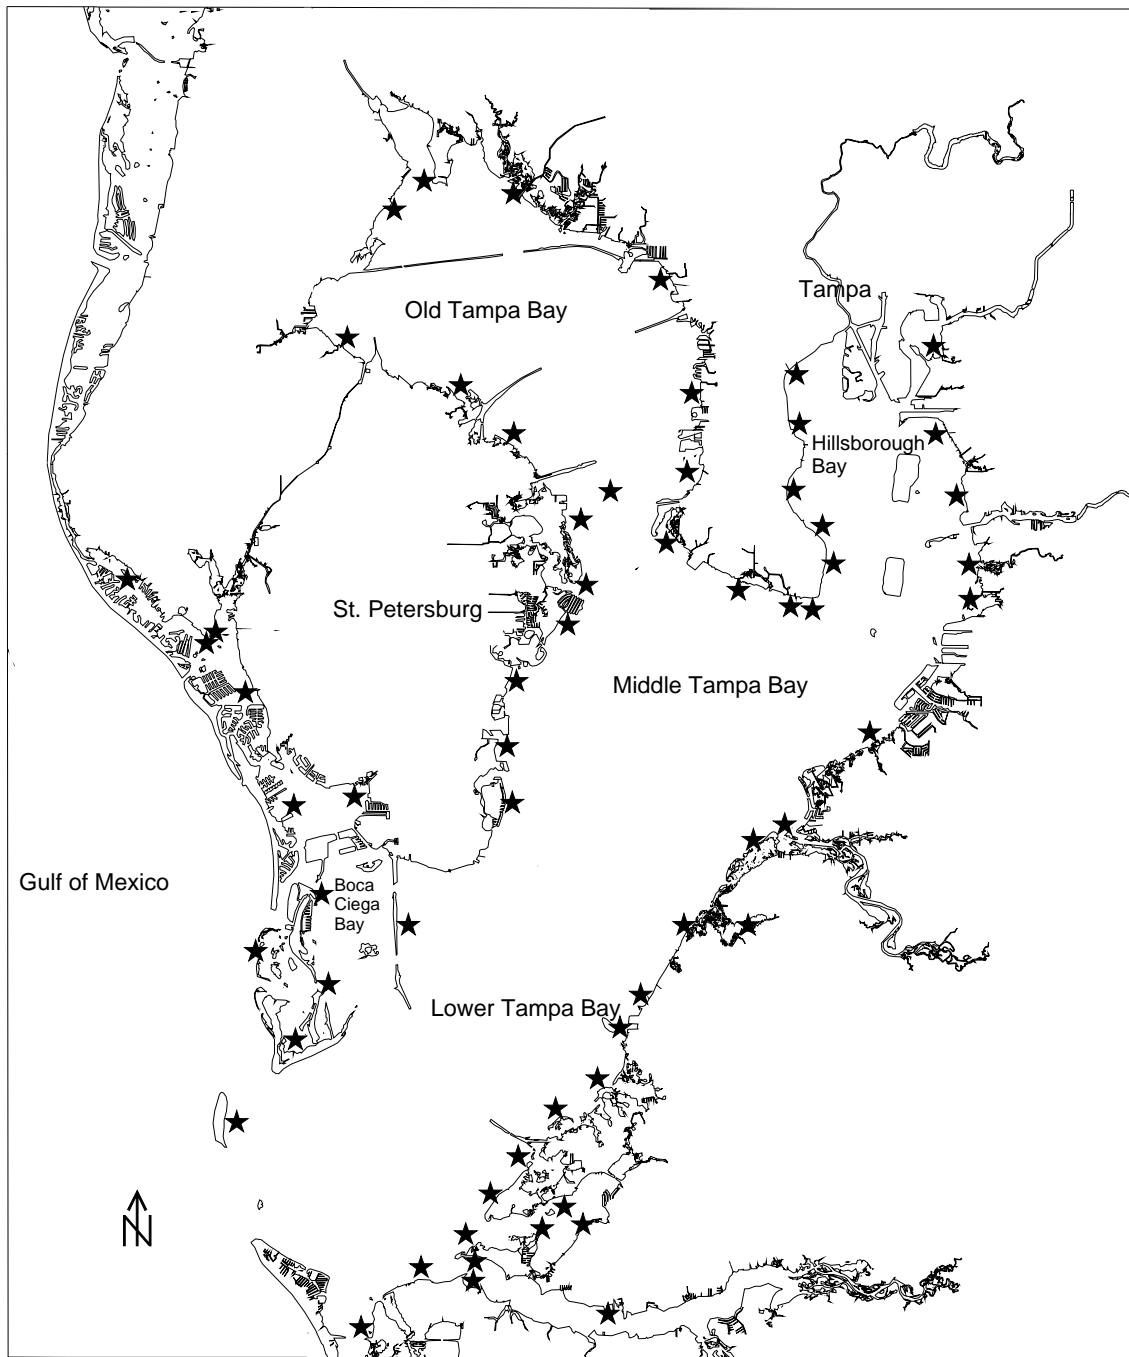 Tampa
Old Tampa Bay
Hillsborough
Bay
St. Petersburg
Middle Tampa Bay
Gulf of Mexico
Boca
Ciega
Bay
Lower Tampa Bay
N